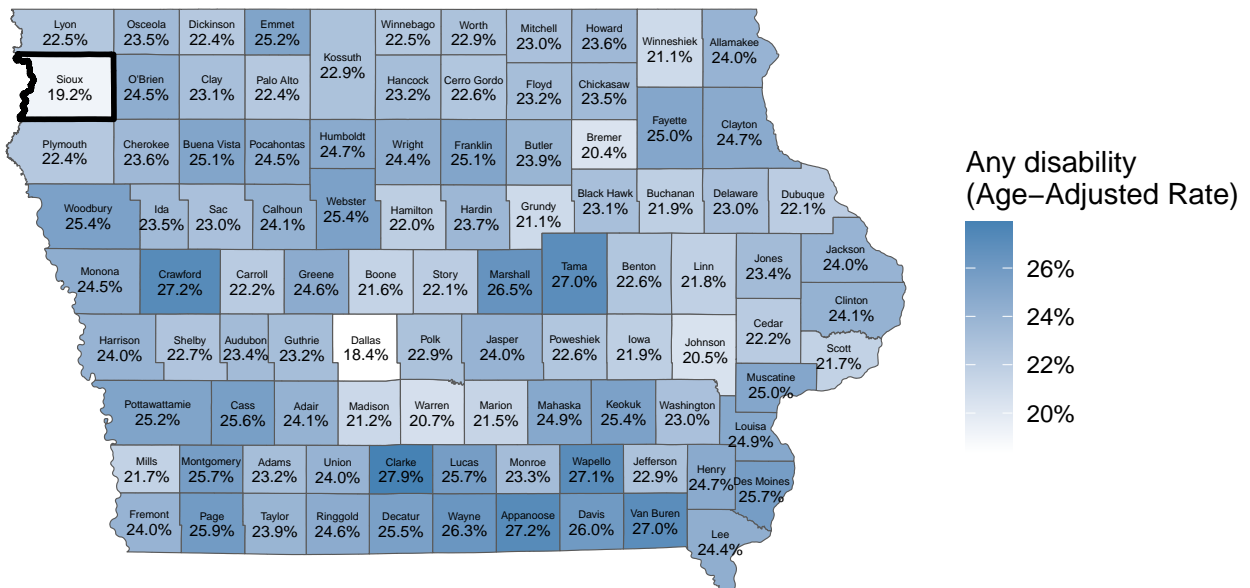 Lyon
22.5%
Osceola
23.5%
Dickinson
22.4%
Emmet
25.2%
Kossuth
22.9%
Winnebago
22.5%
Worth
22.9%
Mitchell
23.0%
Howard
23.6%
Winneshiek
21.1%
Allamakee
24.0%
Sioux
19.2%
O'Brien
24.5%
Clay
23.1%
Palo Alto
22.4%
Hancock
23.2%
Cerro Gordo
22.6%
Floyd
23.2%
Chickasaw
23.5%
Fayette
25.0%
Clayton
24.7%
Plymouth
22.4%
Cherokee
23.6%
Buena Vista
25.1%
Pocahontas
24.5%
Humboldt
24.7%
Wright
24.4%
Franklin
25.1%
Butler
23.9%
Bremer
20.4%
Woodbury
25.4%
Ida
23.5%
Sac
23.0%
Calhoun
24.1%
Webster
25.4%
Hamilton
22.0%
Hardin
23.7%
Grundy
21.1%
Black Hawk
23.1%
Buchanan
21.9%
Delaware
23.0%
Dubuque
22.1%
Monona
24.5%
Crawford
27.2%
Carroll
22.2%
Greene
24.6%
Boone
21.6%
Story
22.1%
Marshall
26.5%
Tama
27.0%
Benton
22.6%
Linn
21.8%
Jones
23.4%
Jackson
24.0%
Clinton
24.1%
Harrison
24.0%
Shelby
22.7%
Audubon
23.4%
Guthrie
23.2%
Dallas
18.4%
Polk
22.9%
Jasper
24.0%
Poweshiek
22.6%
Iowa
21.9%
Johnson
20.5%
Cedar
22.2%
Scott
21.7%
Muscatine
25.0%
Pottawattamie
25.2%
Cass
25.6%
Adair
24.1%
Madison
21.2%
Warren
20.7%
Marion
21.5%
Mahaska
24.9%
Keokuk
25.4%
Washington
23.0%
Louisa
24.9%
Mills
21.7%
Montgomery
25.7%
Adams
23.2%
Union
24.0%
Clarke
27.9%
Lucas
25.7%
Monroe
23.3%
Wapello
27.1%
Jefferson
22.9%
Henry
24.7%
Des Moines
25.7%
Fremont
24.0%
Page
25.9%
Taylor
23.9%
Ringgold
24.6%
Decatur
25.5%
Wayne
26.3%
Appanoose
27.2%
Davis
26.0%
Van Buren
27.0%
Lee
24.4%
Any disability
(Age−Adjusted Rate)
26%
24%
22%
20%